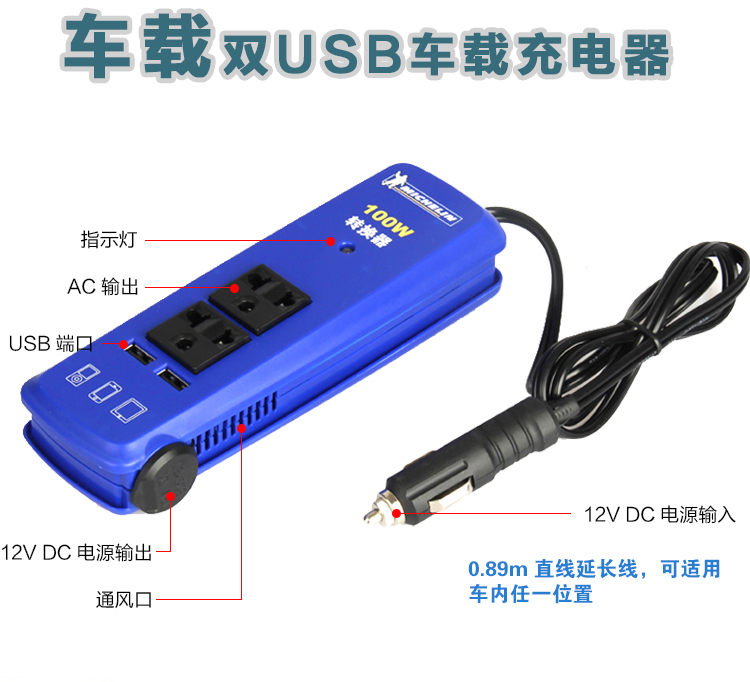 车载双USB车载充电器
MICHELIN
100W
转换器
指示灯
AC 输出
USB 端口
12V DC 电源输出
通风口
12V DC 电源输入
0.89m 直线延长线，可适用
车内任一位置